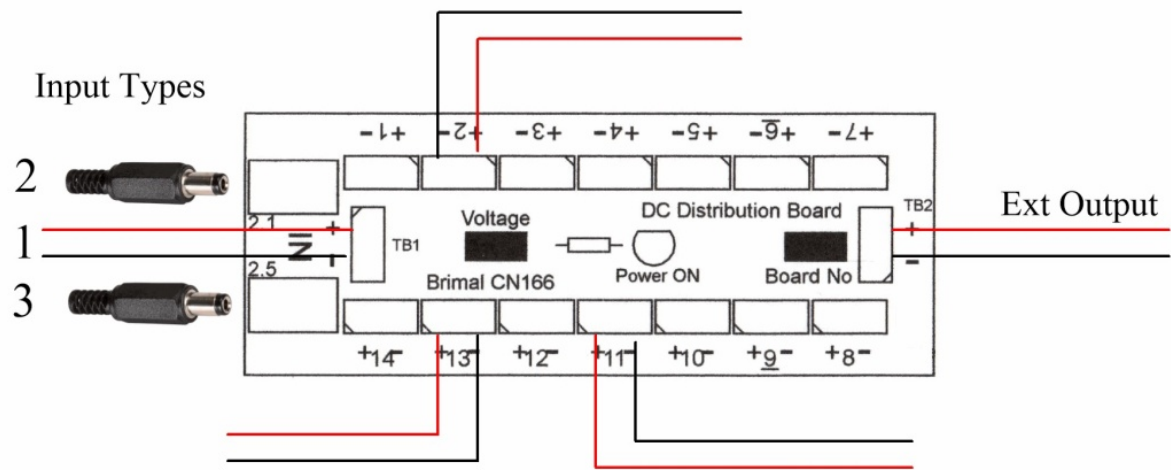 Input Types
-1+ -2+ -3+ -4+ -5+ -6+ -7+
2
2.1 + Voltage DC Distribution Board TB2 Ext Output
1 IN TB1 +
- Power ON -
2.5 Brimal CN166 Board No
3
+14- +13- +12- +11- +10- +9- +8-